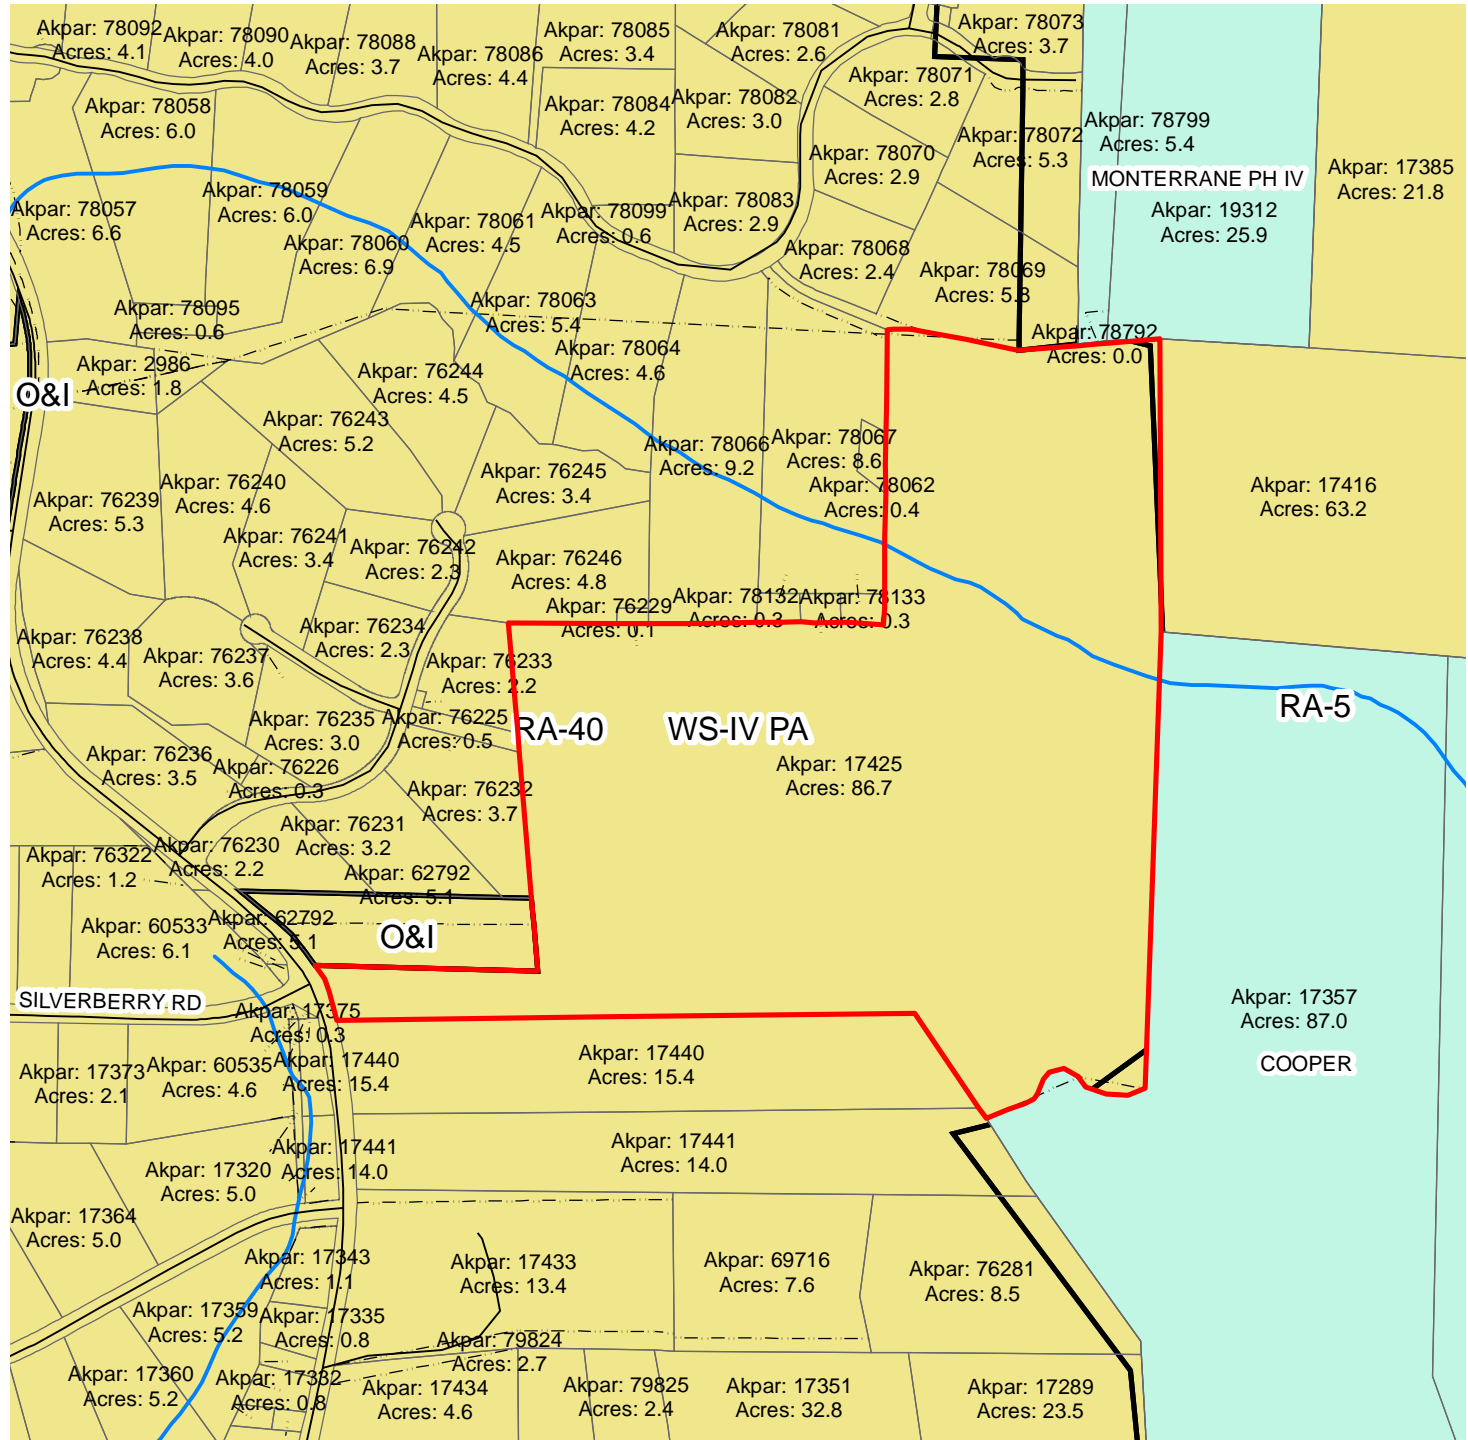 Akpar: 78092
Acres: 4.1
Akpar: 78090
Acres: 4.0
Akpar: 78088
Acres: 3.7
Akpar: 78086
Acres: 4.4
Akpar: 78085
Acres: 3.4
Akpar: 78081
Acres: 2.6
Akpar: 78073
Acres: 3.7
Akpar: 78071
Acres: 2.8
Akpar: 78058
Acres: 6.0
Akpar: 78084
Acres: 4.2
Akpar: 78082
Acres: 3.0
Akpar: 78072
Acres: 5.3
Akpar: 78799
Acres: 5.4
Akpar: 78070
Acres: 2.9
MONTERRANE PH IV
Akpar: 17385
Acres: 21.8
Akpar: 19312
Acres: 25.9
Akpar: 78057
Acres: 6.6
Akpar: 78059
Acres: 6.0
Akpar: 78060
Acres: 6.9
Akpar: 78061
Acres: 4.5
Akpar: 78099
Acres: 0.6
Akpar: 78083
Acres: 2.9
Akpar: 78068
Acres: 2.4
Akpar: 78069
Acres: 5.8
Akpar: 78095
Acres: 0.6
Akpar: 78063
Acres: 5.4
Akpar: 78792
Acres: 0.0
Akpar: 2986
Acres: 1.8
Akpar: 78064
Acres: 4.6
Akpar: 76244
Acres: 4.5
O&I
Akpar: 76243
Acres: 5.2
Akpar: 78066
Acres: 9.2
Akpar: 78067
Acres: 8.6
Akpar: 76239
Acres: 5.3
Akpar: 76240
Acres: 4.6
Akpar: 76245
Acres: 3.4
Akpar: 78062
Acres: 0.4
Akpar: 17416
Acres: 63.2
Akpar: 76241
Acres: 3.4
Akpar: 76242
Acres: 2.3
Akpar: 76246
Acres: 4.8
Akpar: 76229
Acres: 0.1
Akpar: 78132
Acres: 0.3
Akpar: 78133
Acres: 0.3
Akpar: 76238
Acres: 4.4
Akpar: 76237
Acres: 3.6
Akpar: 76234
Acres: 2.3
Akpar: 76233
Acres: 2.2
Akpar: 76235
Acres: 3.0
Akpar: 76225
Acres: 0.5
RA-40
WS-IV PA
RA-5
Akpar: 76236
Acres: 3.5
Akpar: 76226
Acres: 0.3
Akpar: 76232
Acres: 3.7
Akpar: 17425
Acres: 86.7
Akpar: 76322
Acres: 1.2
Akpar: 76230
Acres: 2.2
Akpar: 76231
Acres: 3.2
Akpar: 62792
Acres: 5.1
Akpar: 60533
Acres: 6.1
Akpar: 62792
Acres: 5.1
O&I
SILVERBERRY RD
Akpar: 17375
Acres: 0.3
Akpar: 17357
Acres: 87.0
COOPER
Akpar: 17373
Acres: 2.1
Akpar: 60535
Acres: 4.6
Akpar: 17440
Acres: 15.4
Akpar: 17440
Acres: 15.4
Akpar: 17320
Acres: 5.0
Akpar: 17441
Acres: 14.0
Akpar: 17441
Acres: 14.0
Akpar: 17364
Acres: 5.0
Akpar: 17343
Acres: 1.1
Akpar: 17433
Acres: 13.4
Akpar: 69716
Acres: 7.6
Akpar: 76281
Acres: 8.5
Akpar: 17359
Acres: 5.2
Akpar: 17335
Acres: 0.8
Akpar: 79824
Acres: 2.7
Akpar: 17360
Acres: 5.2
Akpar: 17332
Acres: 0.8
Akpar: 17434
Acres: 4.6
Akpar: 79825
Acres: 2.4
Akpar: 17351
Acres: 32.8
Akpar: 17289
Acres: 23.5